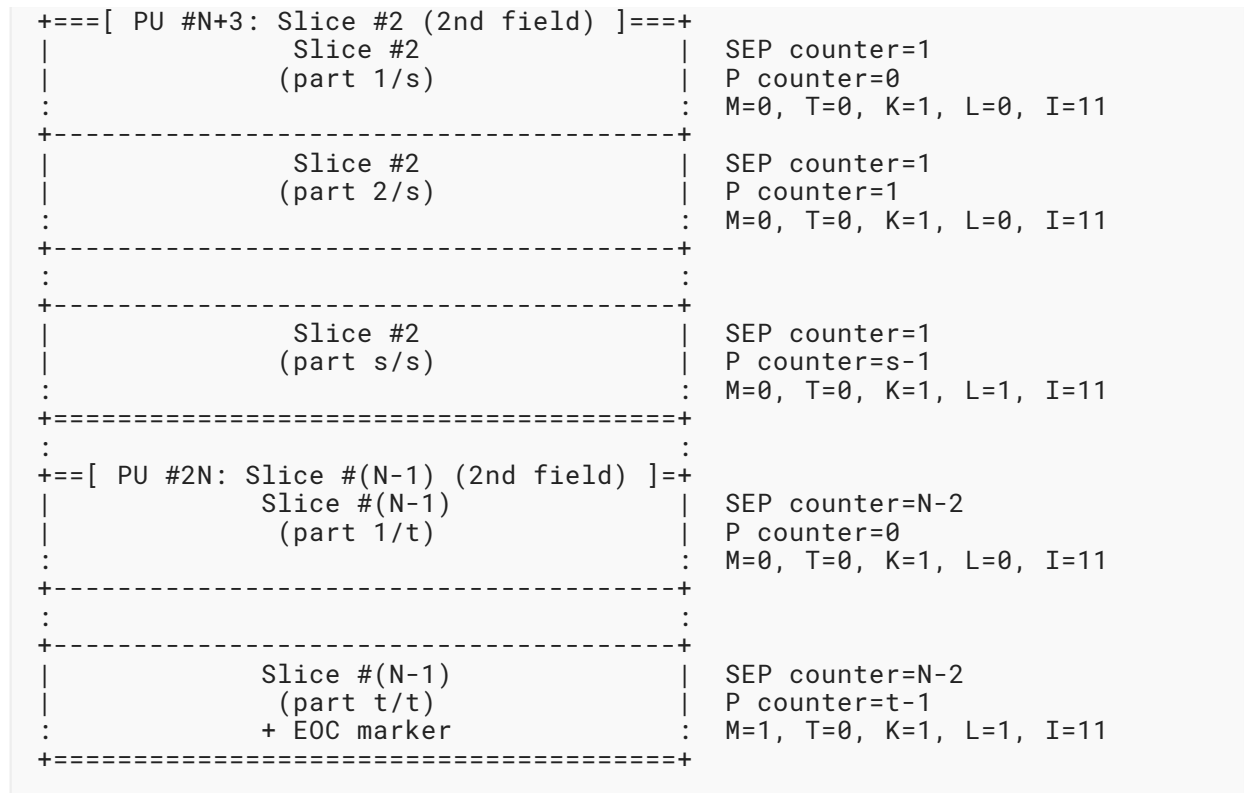 +===[ PU #N+3: Slice #2 (2nd field) ]===+
|               Slice #2                |  SEP counter=1
|              (part 1/s)               |  P counter=0
:                                       :  M=0, T=0, K=1, L=0, I=11
+---------------------------------------+
|               Slice #2                |  SEP counter=1
|              (part 2/s)               |  P counter=1
:                                       :  M=0, T=0, K=1, L=0, I=11
+---------------------------------------+
:                                       :
+---------------------------------------+
|               Slice #2                |  SEP counter=1
|              (part s/s)               |  P counter=s-1
:                                       :  M=0, T=0, K=1, L=1, I=11
+=======================================+
:                                       :
+==[ PU #2N: Slice #(N-1) (2nd field) ]=+
|             Slice #(N-1)              |  SEP counter=N-2
|              (part 1/t)               |  P counter=0
:                                       :  M=0, T=0, K=1, L=0, I=11
+---------------------------------------+
:                                       :
+---------------------------------------+
|             Slice #(N-1)              |  SEP counter=N-2
|              (part t/t)               |  P counter=t-1
:             + EOC marker              :  M=1, T=0, K=1, L=1, I=11
+=======================================+